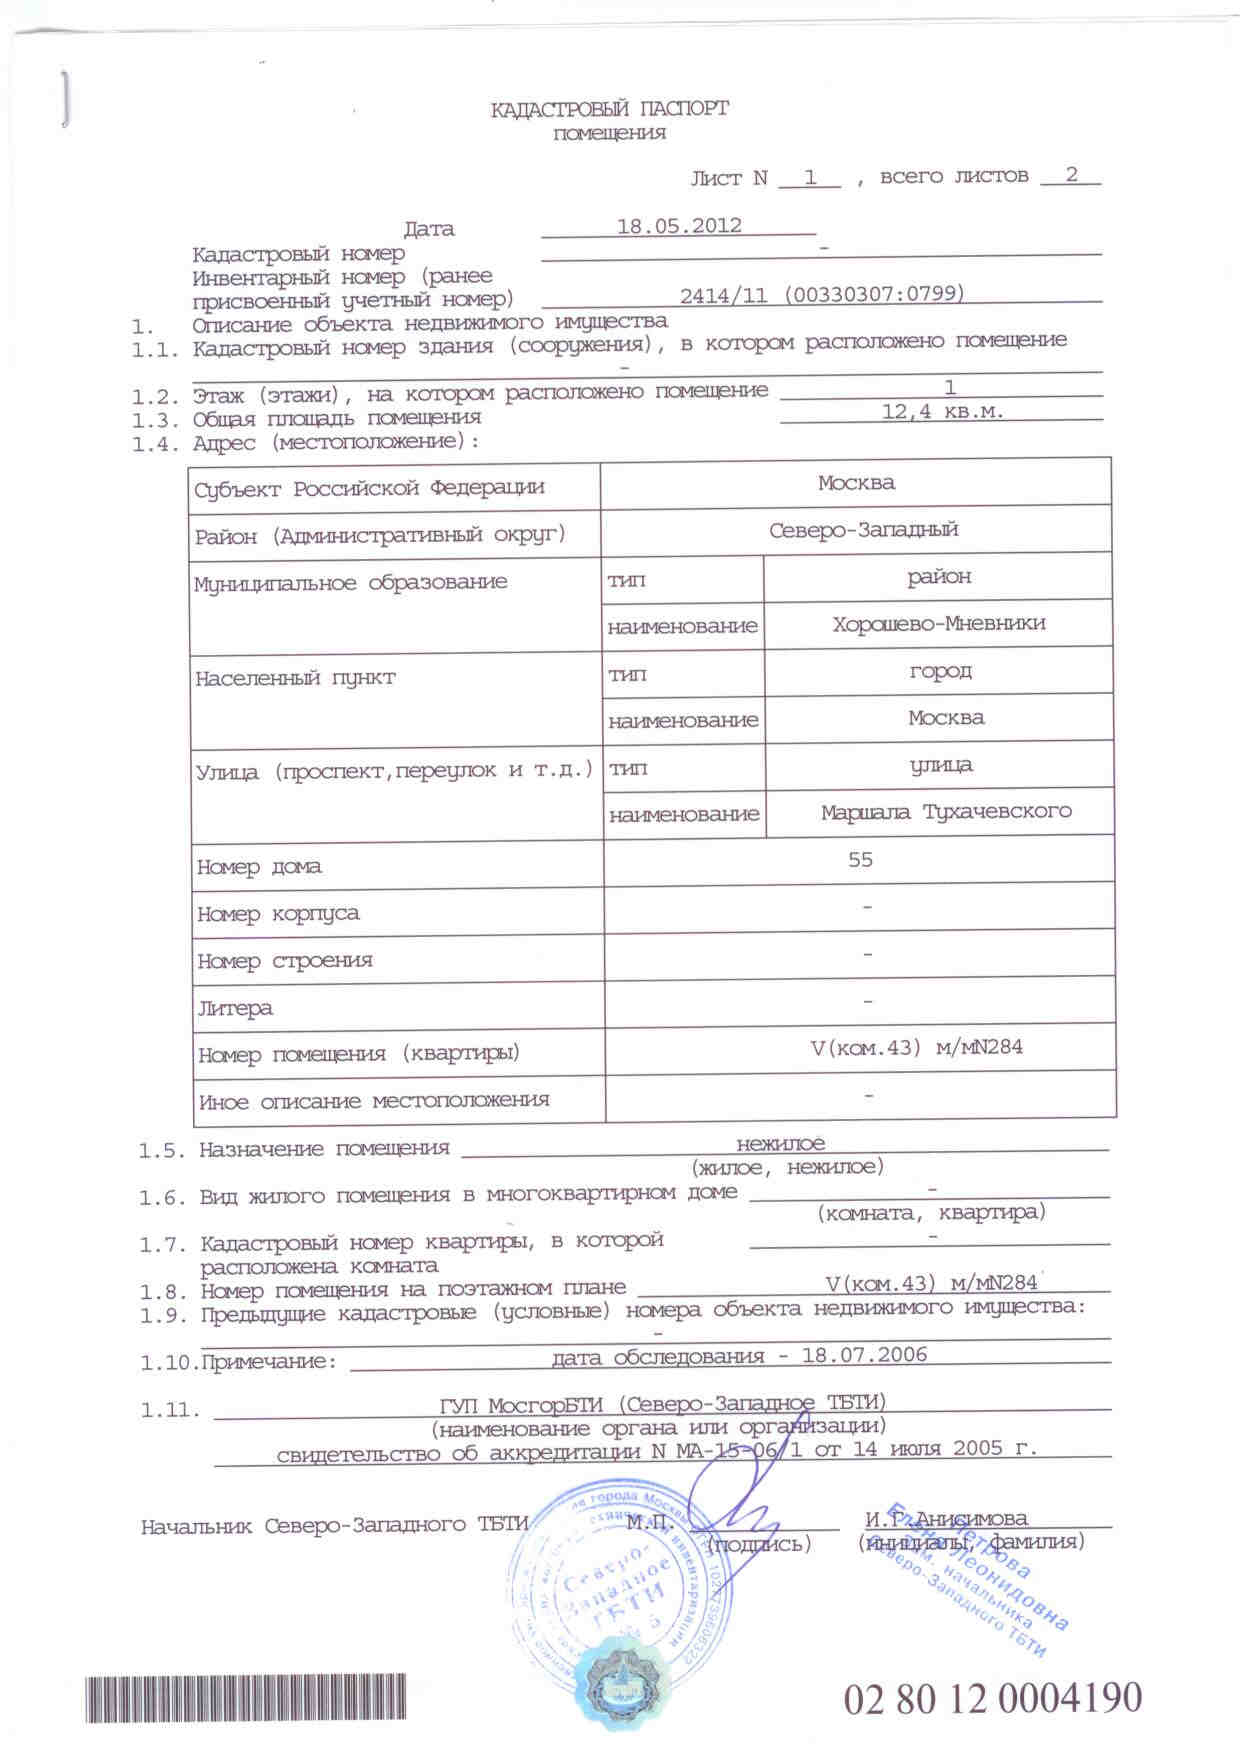 КАДАСТРОВЫЙ ПАСПОРТ
помещения
Лист N 1 , всего листов 2
Дата 18.05.2012
Кадастровый номер -
Инвентарный номер (ранее
присвоенный учетный номер) 2414/11 (00330307:0799)
1. Описание объекта недвижимого имущества
1.1. Кадастровый номер здания (сооружения), в котором расположено помещение
-
1.2. Этаж (этажи), на котором расположено помещение 1
1.3. Общая площадь помещения 12,4 кв.м.
1.4. Адрес (местоположение):
Субъект Российской Федерации Москва
Район (Административный округ) Северо-Западный
Муниципальное образование тип район
наименование Хорошево-Мневники
Населенный пункт тип город
наименование Москва
Улица (проспект,переулок и т.д.) тип улица
наименование Маршала Тухачевского
Номер дома 55
Номер корпуса -
Номер строения -
Литера -
Номер помещения (квартиры) V(ком.43) м/мN284
Иное описание местоположения -
1.5. Назначение помещения нежилое
(жилое, нежилое)
1.6. Вид жилого помещения в многоквартирном доме -
(комната, квартира)
1.7. Кадастровый номер квартиры, в которой -
расположена комната
1.8. Номер помещения на поэтажном плане V(ком.43) м/мN284
1.9. Предыдущие кадастровые (условные) номера объекта недвижимого имущества:
-
1.10.Примечание: дата обследования - 18.07.2006
1.11. ГУП МосгорБТИ (Северо-Западное ТБТИ)
(наименование органа или организации)
свидетельство об аккредитации N МА-15-06/1 от 14 июля 2005 г.
Начальник Северо-Западного ТБТИ М.П. И.Г.Анисимова
(подпись) (инициалы, фамилия)
Петрова
Елена Леонидовна
Зам. начальника
Северо-Западного ТБТИ
города Москвы
инвентаризации
Северо-
Западное
ТБТИ
№ 5
02 80 12 0004190